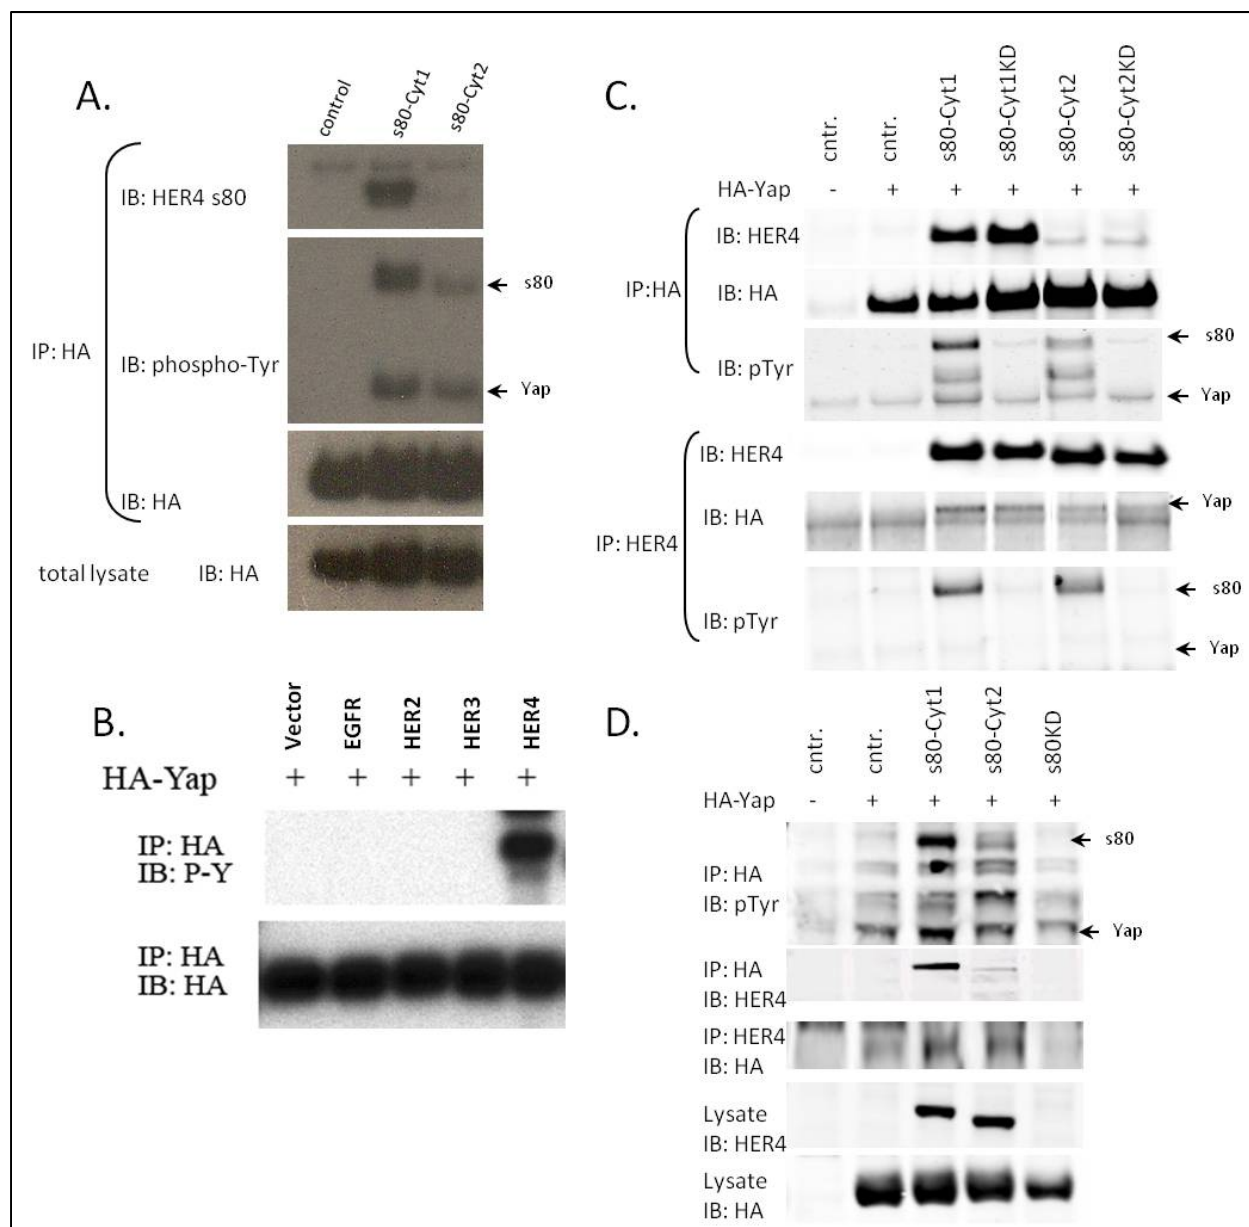 A.
control
s80-Cyt1
s80-Cyt2
IP: HA
IB: HER4 s80
IB: phospho-Tyr
s80
Yap
IB: HA
total lysate IB: HA
B.
Vector
EGFR
HER2
HER3
HER4
HA-Yap + + + + +
IP: HA
IB: P-Y
IP: HA
IB: HA
C.
cntr.
cntr.
s80-Cyt1
s80-Cyt1KD
s80-Cyt2
s80-Cyt2KD
HA-Yap - + + + + +
IP:HA
IB: HER4
IB: HA
IB: pTyr
s80
Yap
IP: HER4
IB: HER4
IB: HA
Yap
IB: pTyr
s80
Yap
D.
cntr.
cntr.
s80-Cyt1
s80-Cyt2
s80KD
HA-Yap - + + + +
IP: HA
IB: pTyr
s80
Yap
IP: HA
IB: HER4
IP: HER4
IB: HA
Lysate
IB: HER4
Lysate
IB: HA